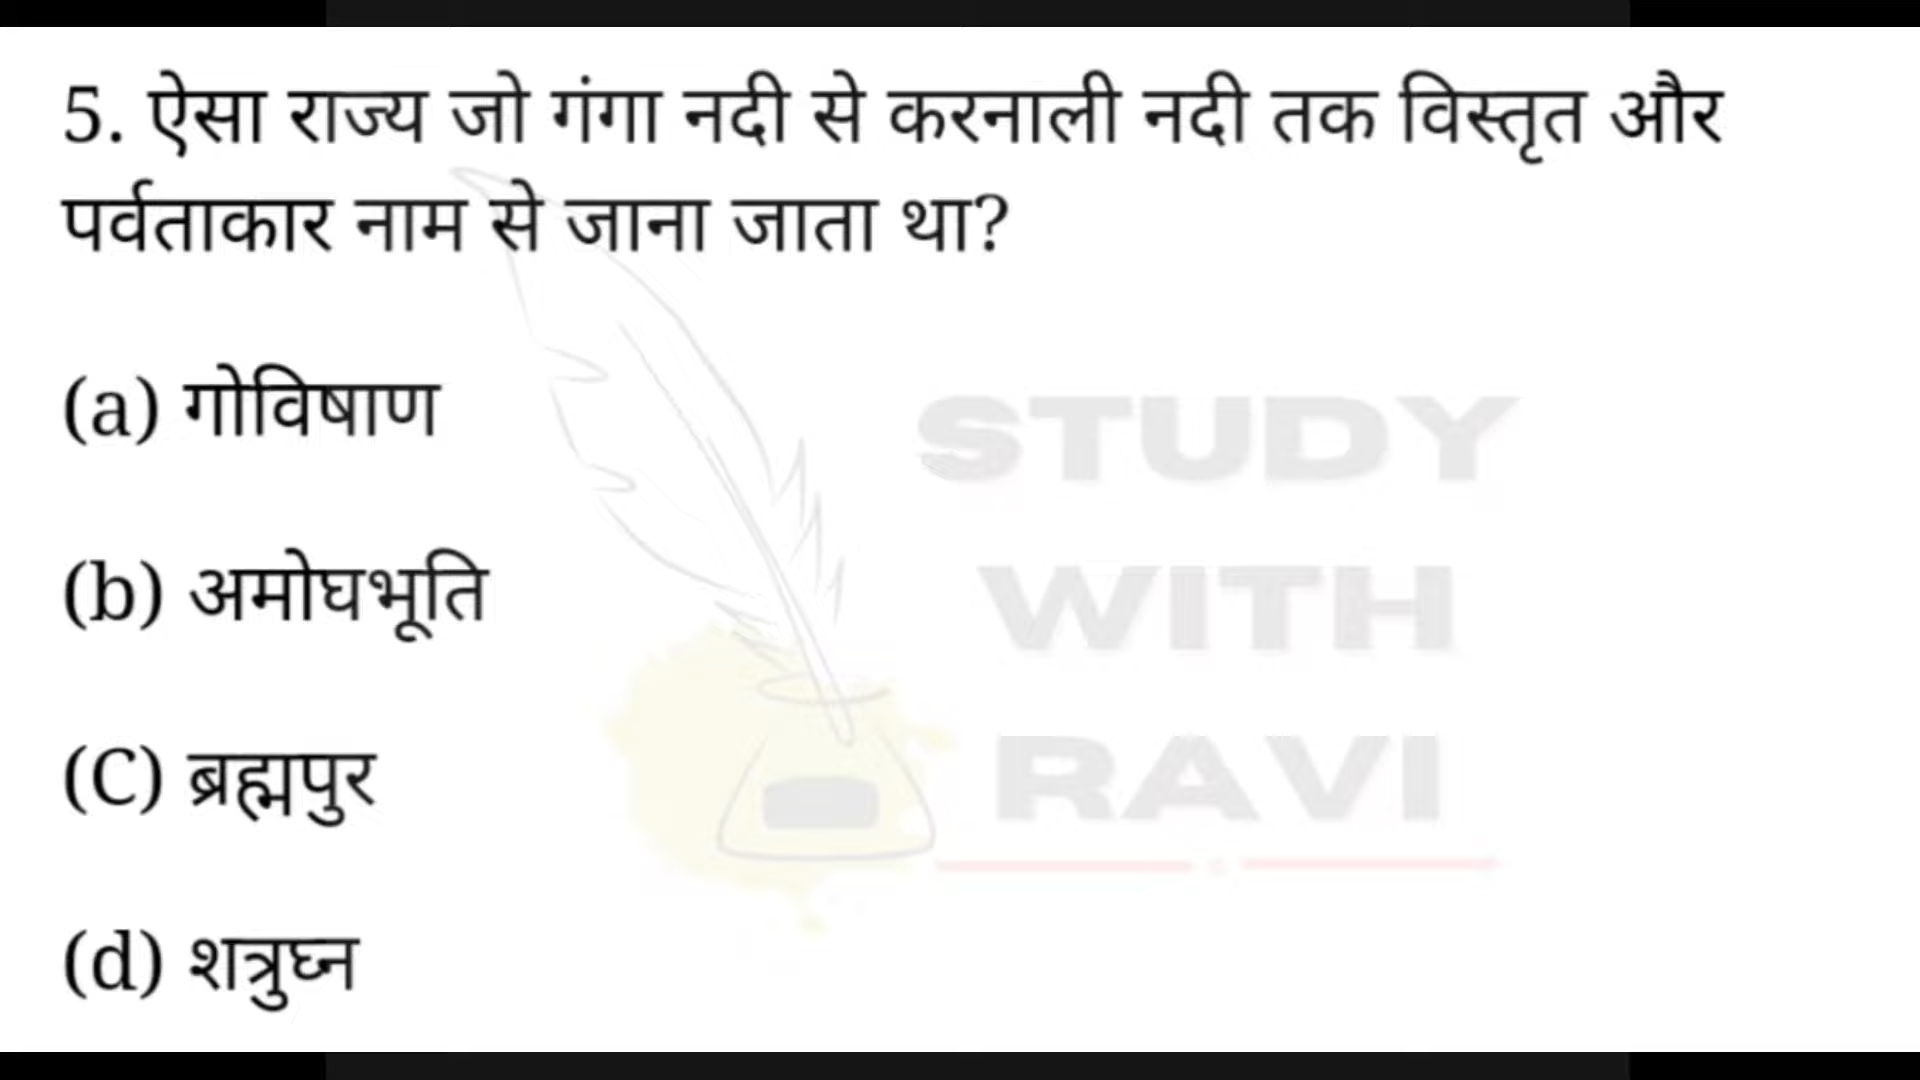 5. ऐसा राज्य जो गंगा नदी से करनाली नदी तक विस्तृत और
पर्वताकार नाम से जाना जाता था?
(a) गोविषाण
(b) अमोघभूति
(C) ब्रह्मपुर
(d) शत्रुघ्न
STUDY
WITH
RAVI